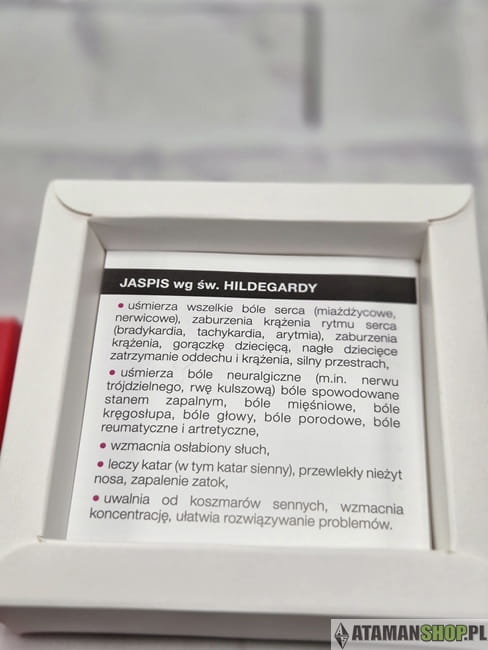 JASPIS wg św. HILDEGARDY
• uśmierza wszelkie bóle serca (miażdżycowe,
nerwicowe), zaburzenia krążenia rytmu serca
(bradykardia, tachykardia, arytmia), zaburzenia
krążenia, gorączkę dziecięcą, nagłe dziecięce
zatrzymanie oddechu i krążenia, silny przestrach,
• uśmierza bóle neuralgiczne (m.in. nerwu
trójdzielnego, rwę kulszową) bóle spowodowane
stanem zapalnym, bóle mięśniowe, bóle
kręgosłupa, bóle głowy, bóle porodowe, bóle
reumatyczne i artretyczne,
• wzmacnia osłabiony słuch,
• leczy katar (w tym katar sienny), przewlekły nieżyt
nosa, zapalenie zatok,
• uwalnia od koszmarów sennych, wzmacnia
koncentrację, ułatwia rozwiązywanie problemów.
ATAMANSHOP.PL